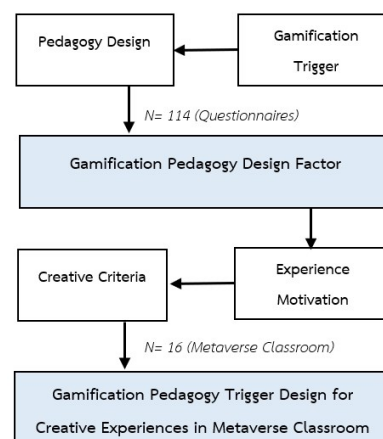 Pedagogy Design
Gamification
Trigger
N= 114 (Questionnaires)
Gamification Pedagogy Design Factor
Creative Criteria
Experience
Motivation
N= 16 (Metaverse Classroom)
Gamification Pedagogy Trigger Design for
Creative Experiences in Metaverse Classroom